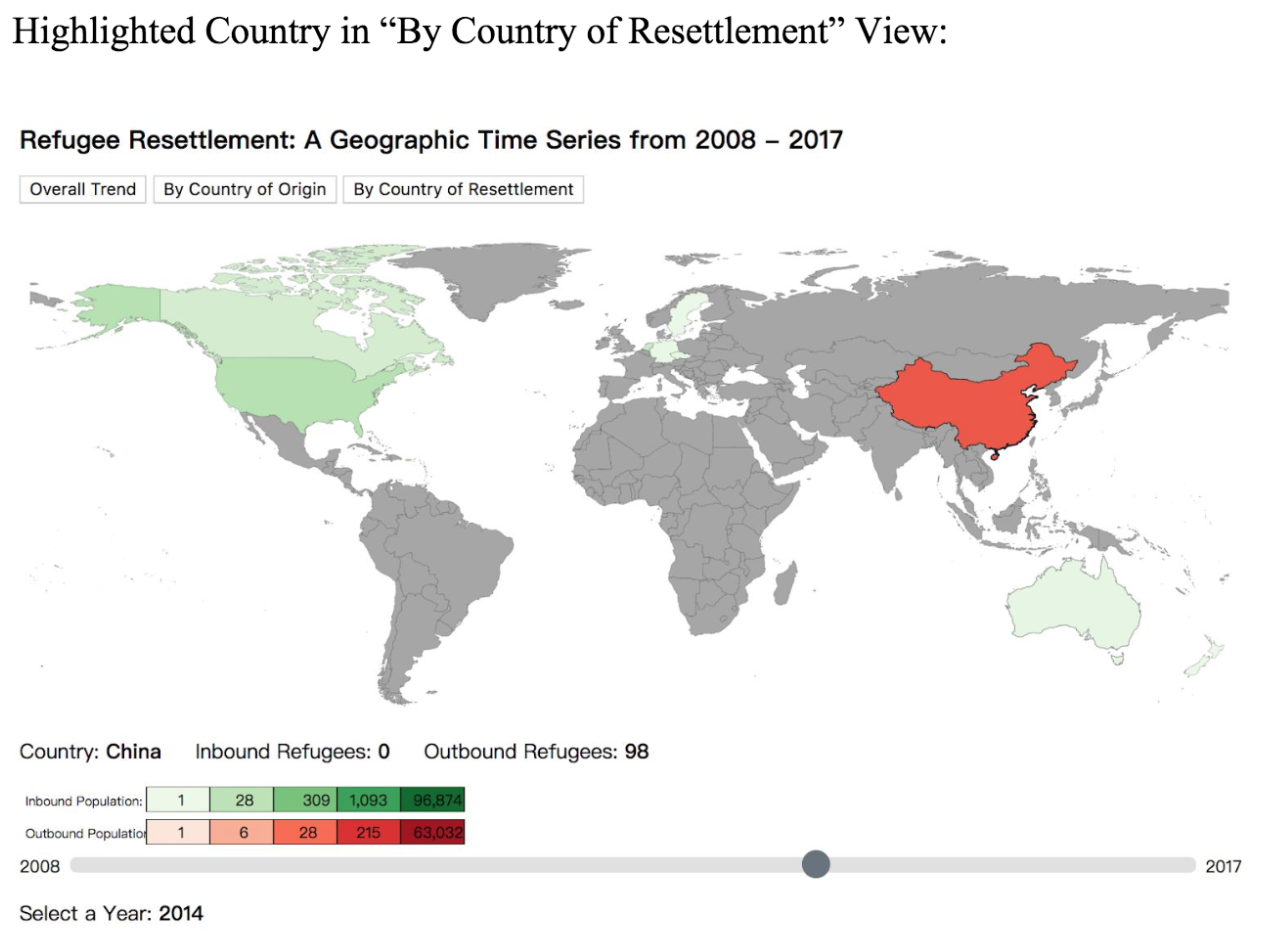 Highlighted Country in “By Country of Resettlement” View:
Refugee Resettlement: A Geographic Time Series from 2008 – 2017
Overall Trend By Country of Origin By Country of Resettlement
Country: China Inbound Refugees: 0 Outbound Refugees: 98
Inbound Population: 1 28 309 1,093 96,874
Outbound Population 1 6 28 215 63,032
2008 2017
Select a Year: 2014